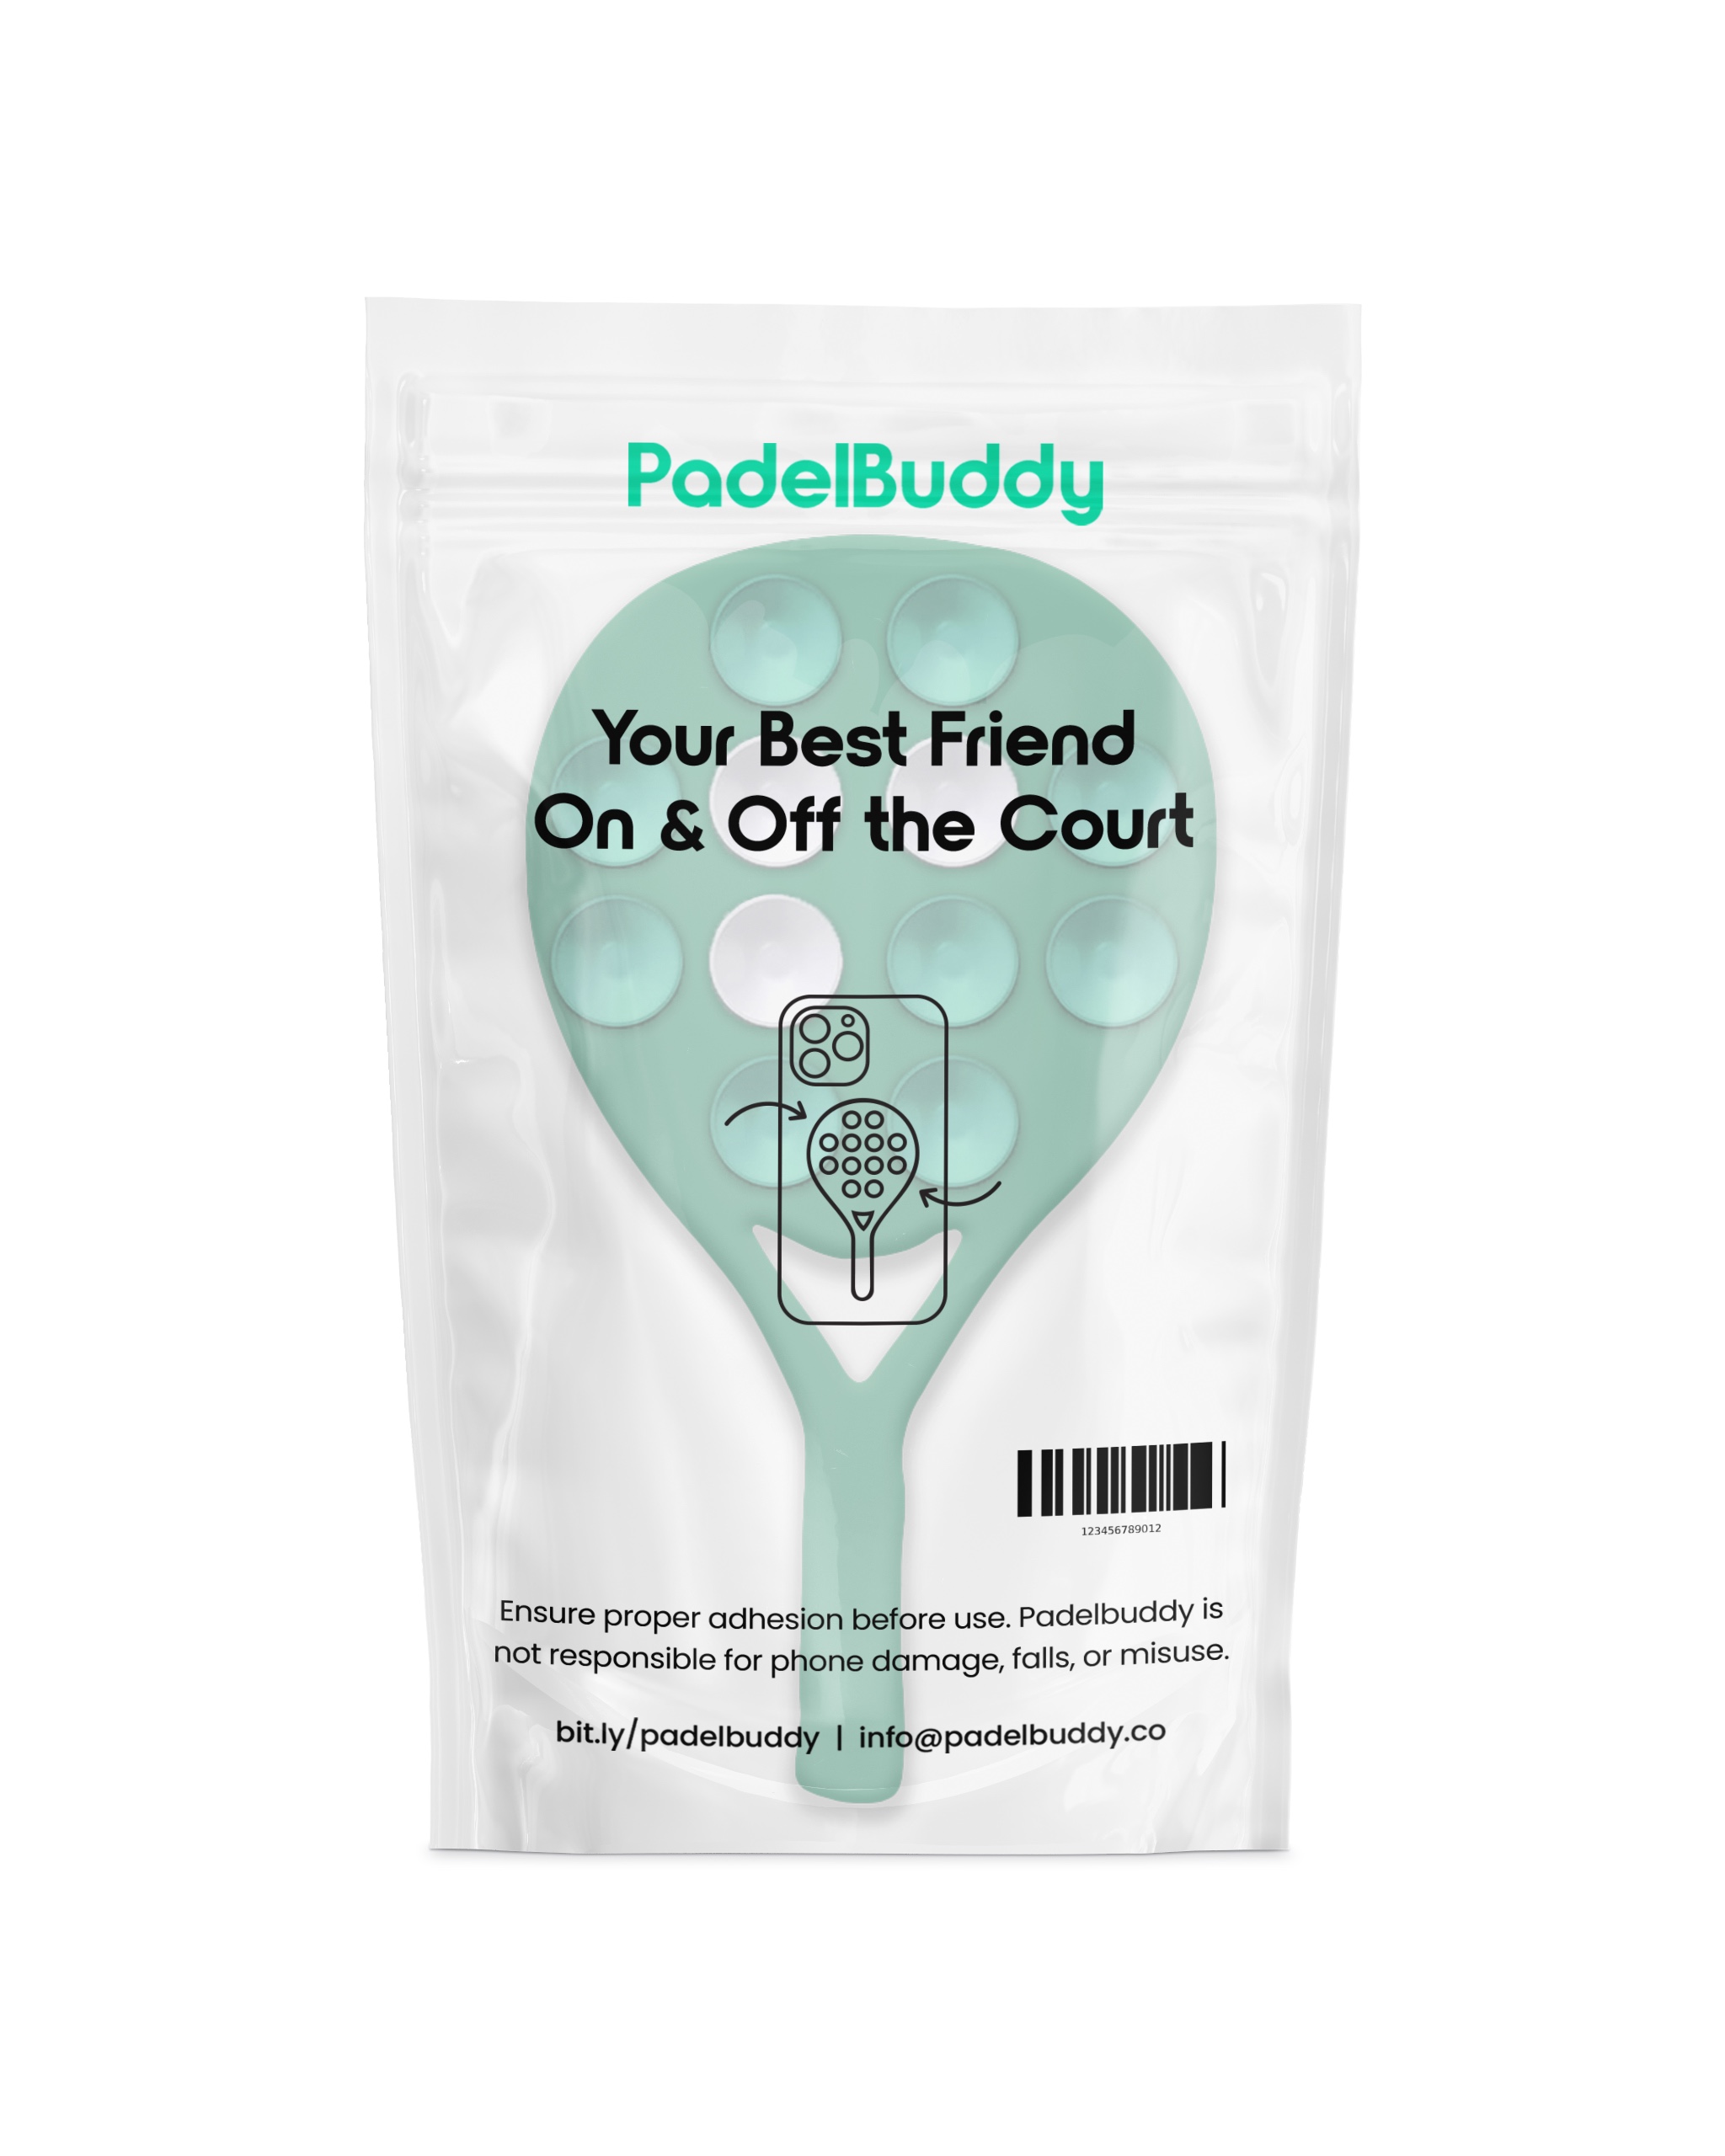 PadelBuddy
Your Best Friend
On & Off the Court
123456789012
Ensure proper adhesion before use. Padelbuddy is
not responsible for phone damage, falls, or misuse.
bit.ly/padelbuddy | info@padelbuddy.co